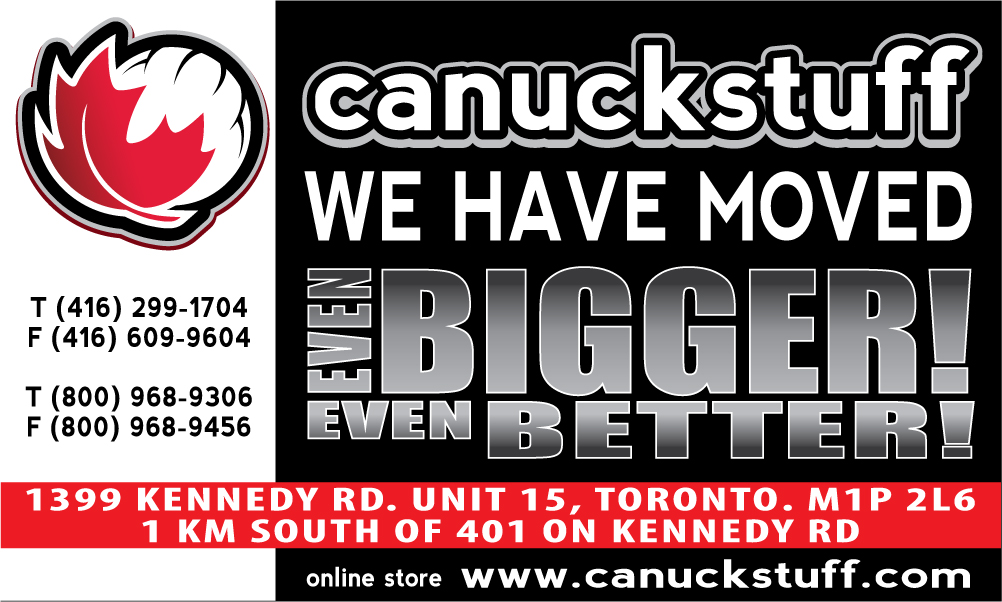 canuckstuff
WE HAVE MOVED
EVEN BIGGER!
EVEN BETTER!
T (416) 299-1704
F (416) 609-9604
T (800) 968-9306
F (800) 968-9456
1399 KENNEDY RD. UNIT 15, TORONTO. M1P 2L6
1 KM SOUTH OF 401 ON KENNEDY RD
online store www.canuckstuff.com